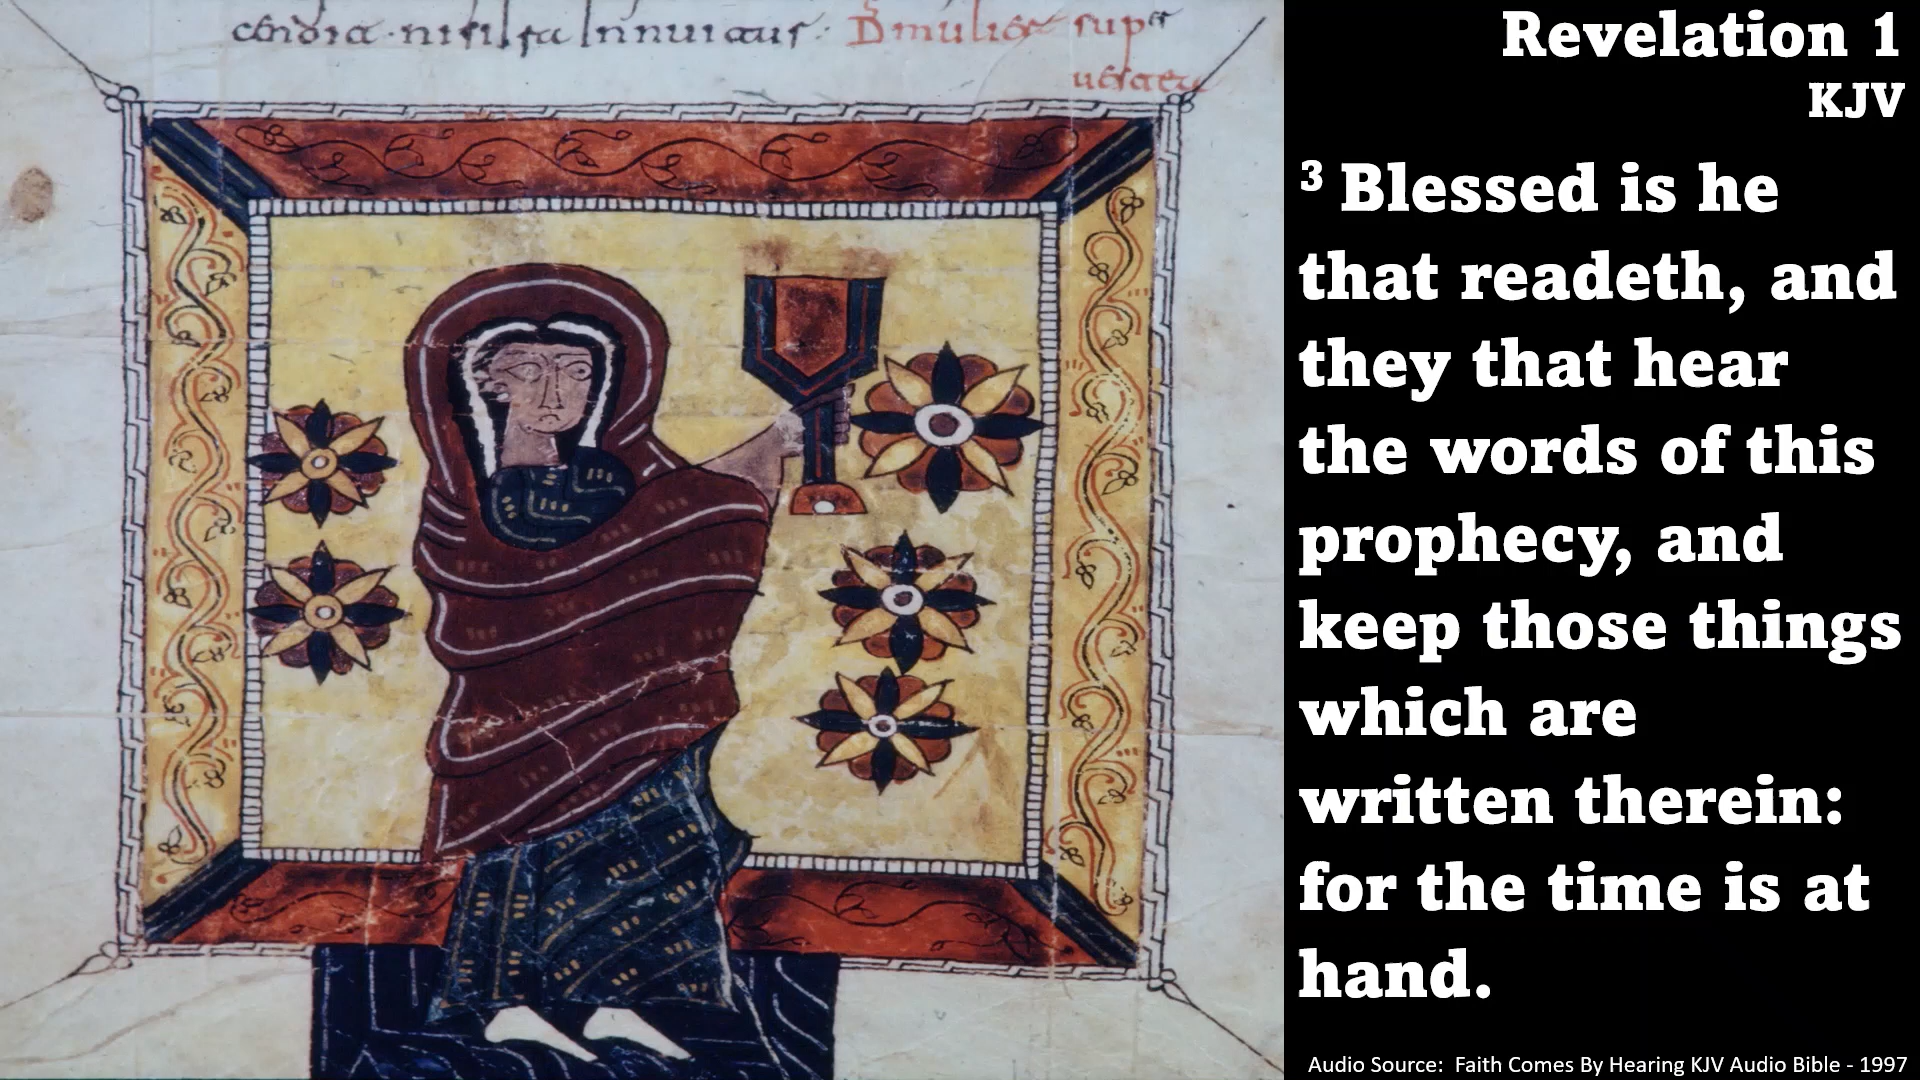 Revelation 1
KJV
3 Blessed is he
that readeth, and
they that hear
the words of this
prophecy, and
keep those things
which are
written therein:
for the time is at
hand.
Audio Source:  Faith Comes By Hearing KJV Audio Bible - 1997